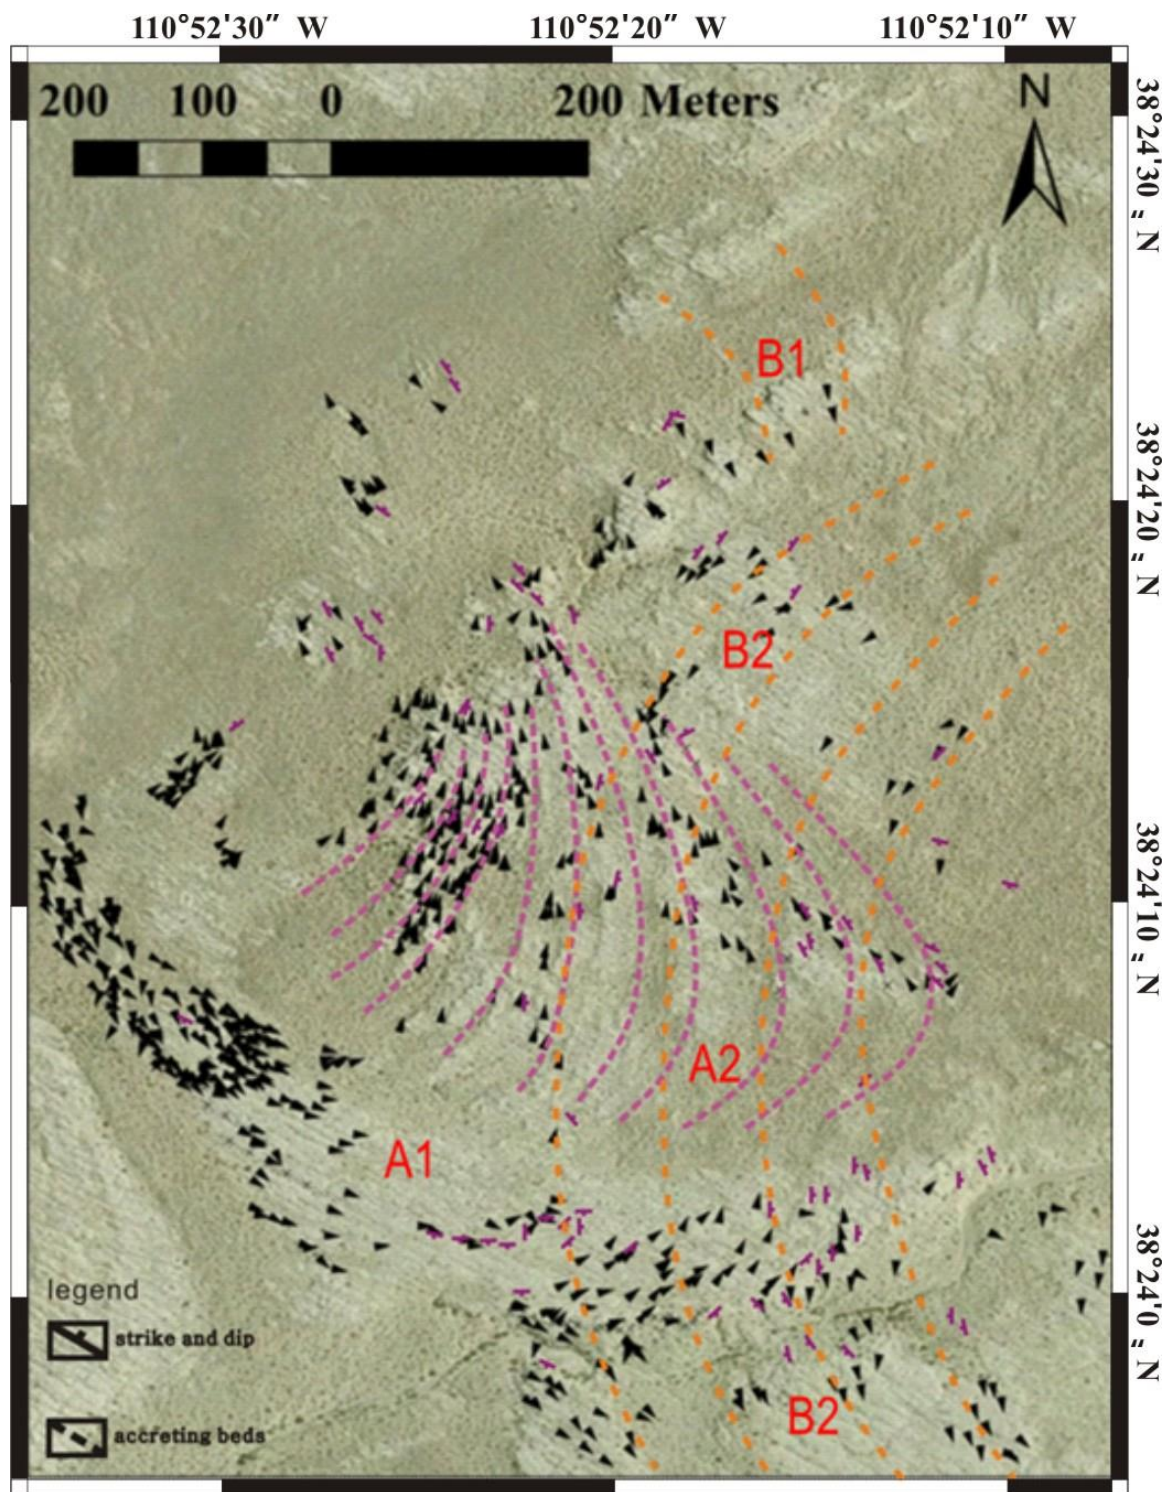 110°52'30" W
110°52'20" W
110°52'10" W
200 100 0 200 Meters
N
38°24'30" N
B1
38°24'20" N
B2
38°24'10" N
A2
A1
38°24'0" N
legend
strike and dip
accreting beds
B2